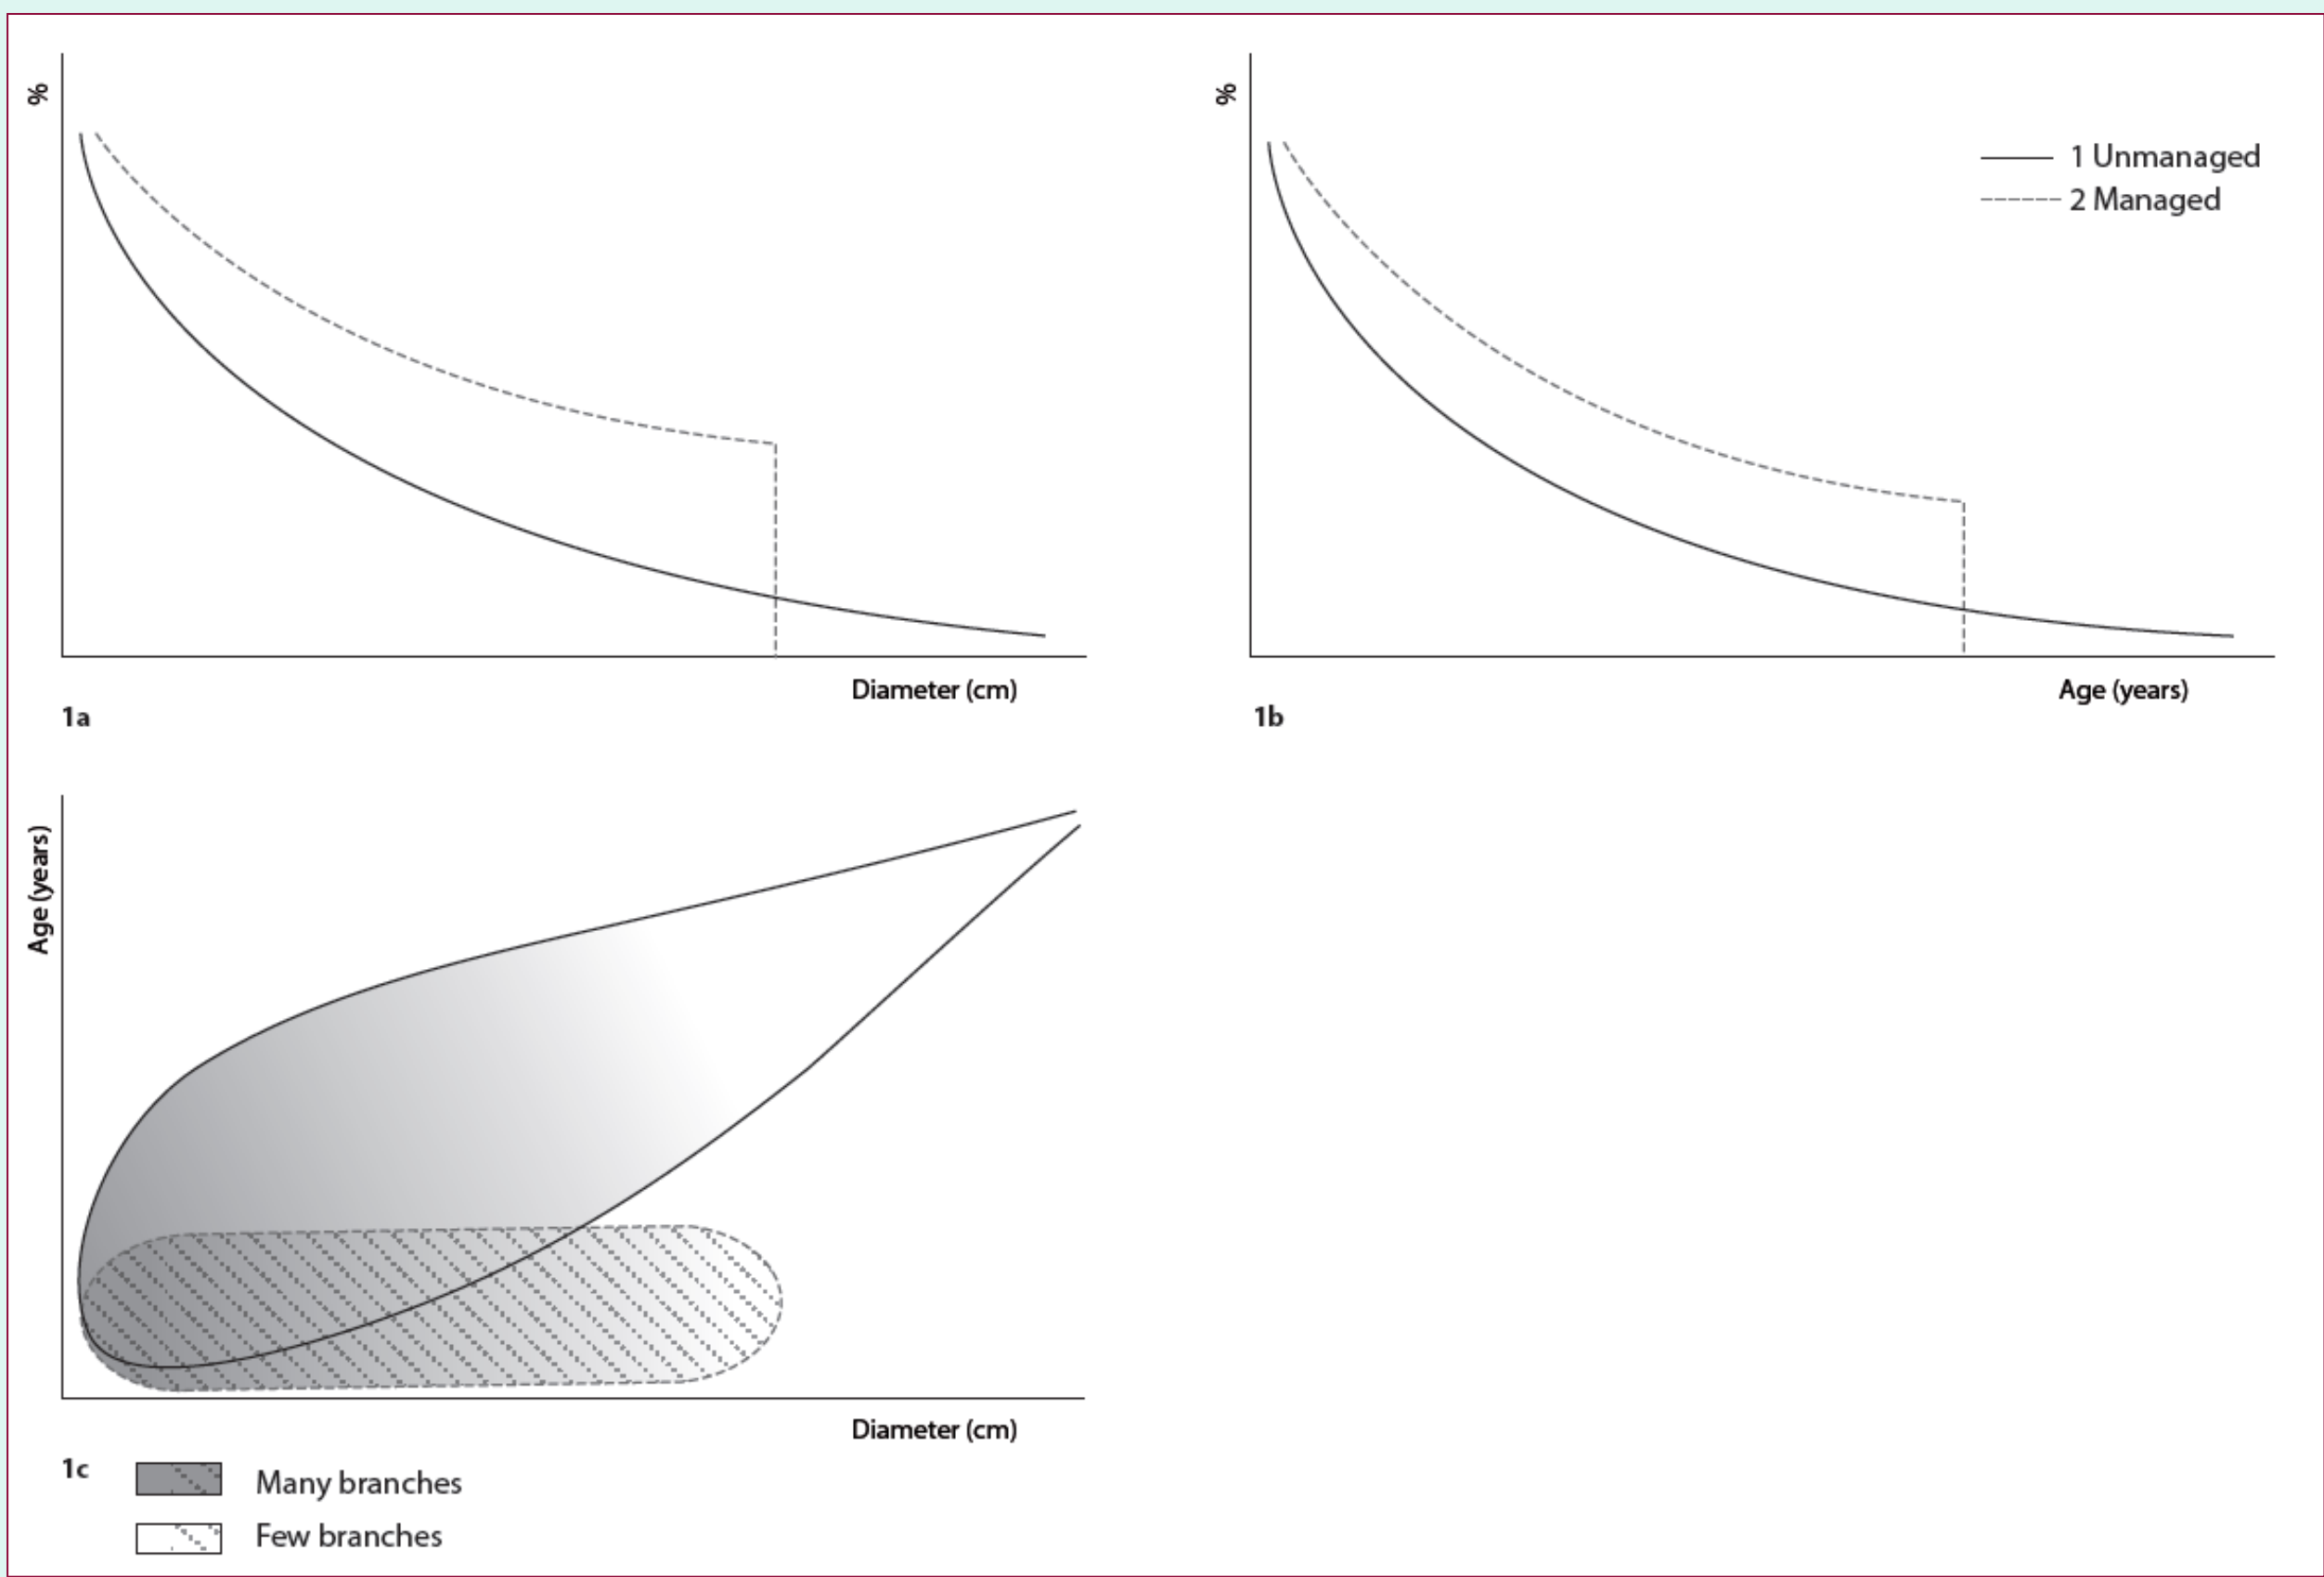 %
Diameter (cm)
1a
%
1 Unmanaged
2 Managed
Age (years)
1b
Age (years)
Diameter (cm)
1c
Many branches
Few branches